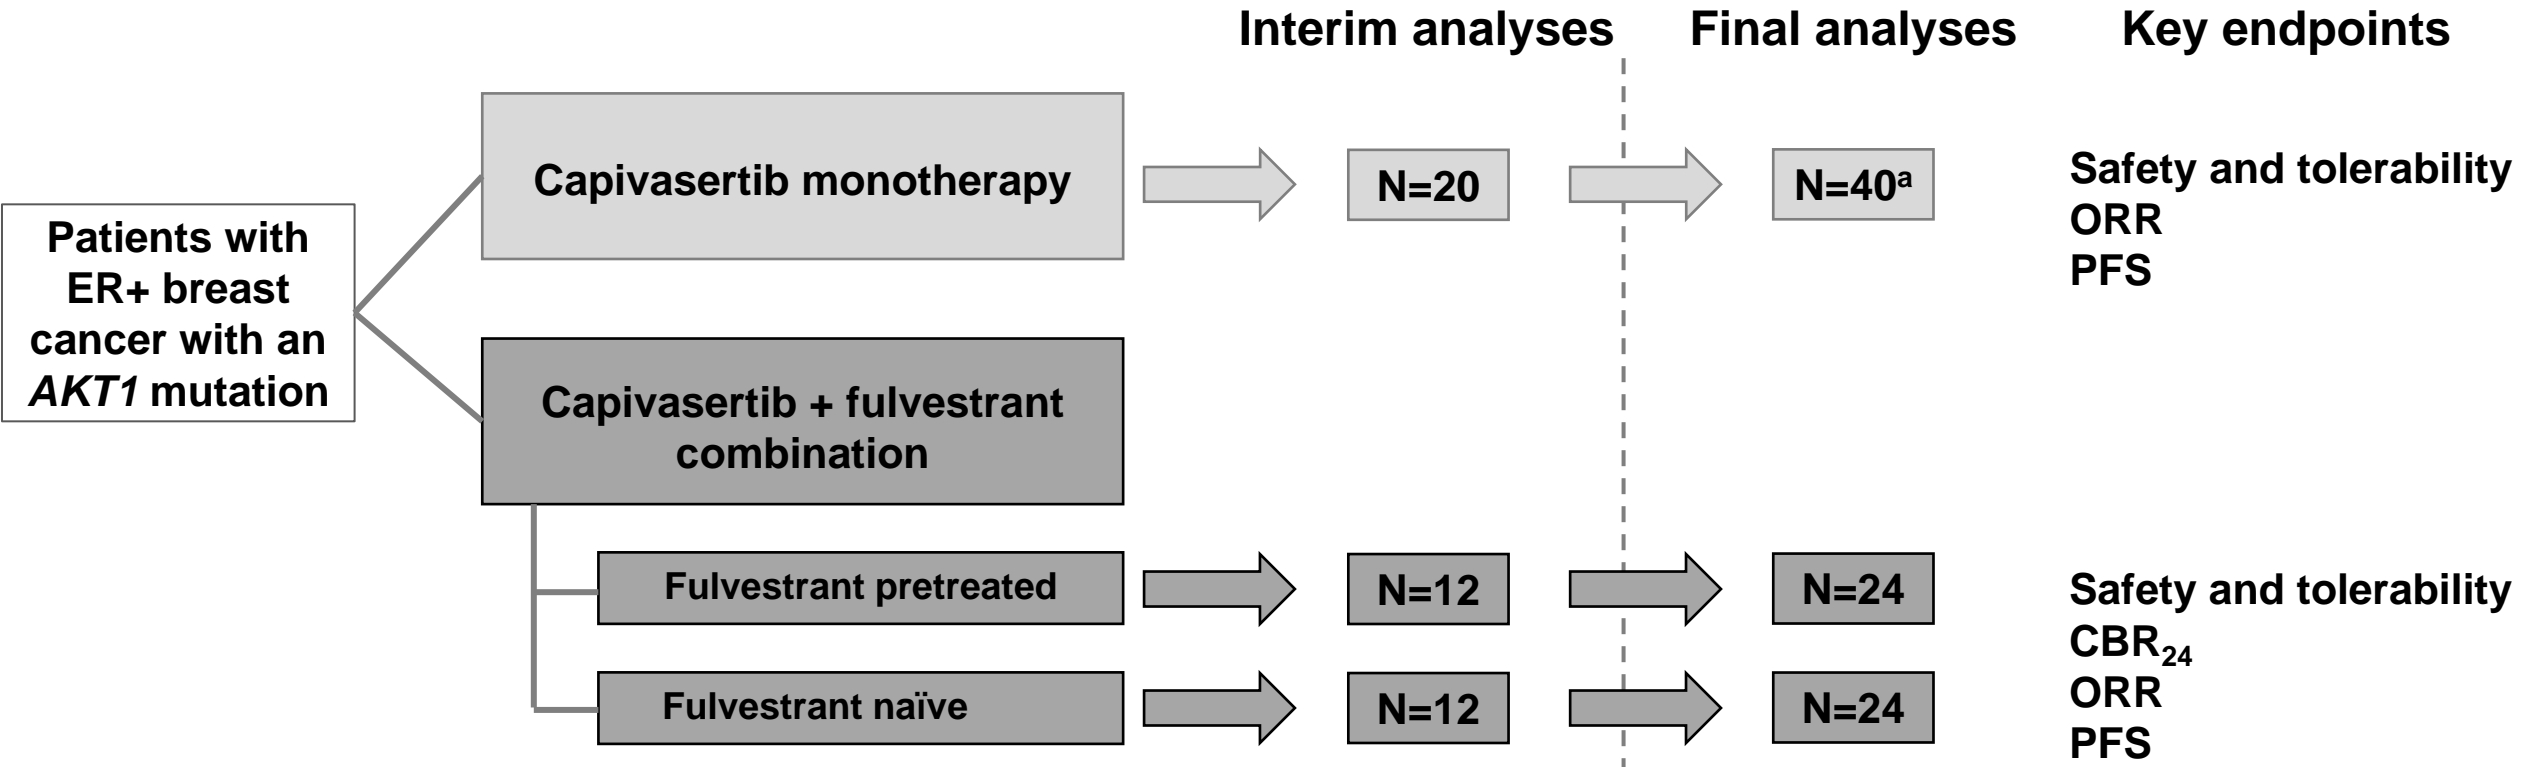 Interim analyses
Final analyses
Key endpoints
Patients with
ER+ breast
cancer with an
AKT1 mutation
Capivasertib monotherapy
N=20
N=40ᵃ
Safety and tolerability
ORR
PFS
Capivasertib + fulvestrant
combination
Fulvestrant pretreated
N=12
N=24
Fulvestrant naïve
N=12
N=24
Safety and tolerability
CBR₂₄
ORR
PFS